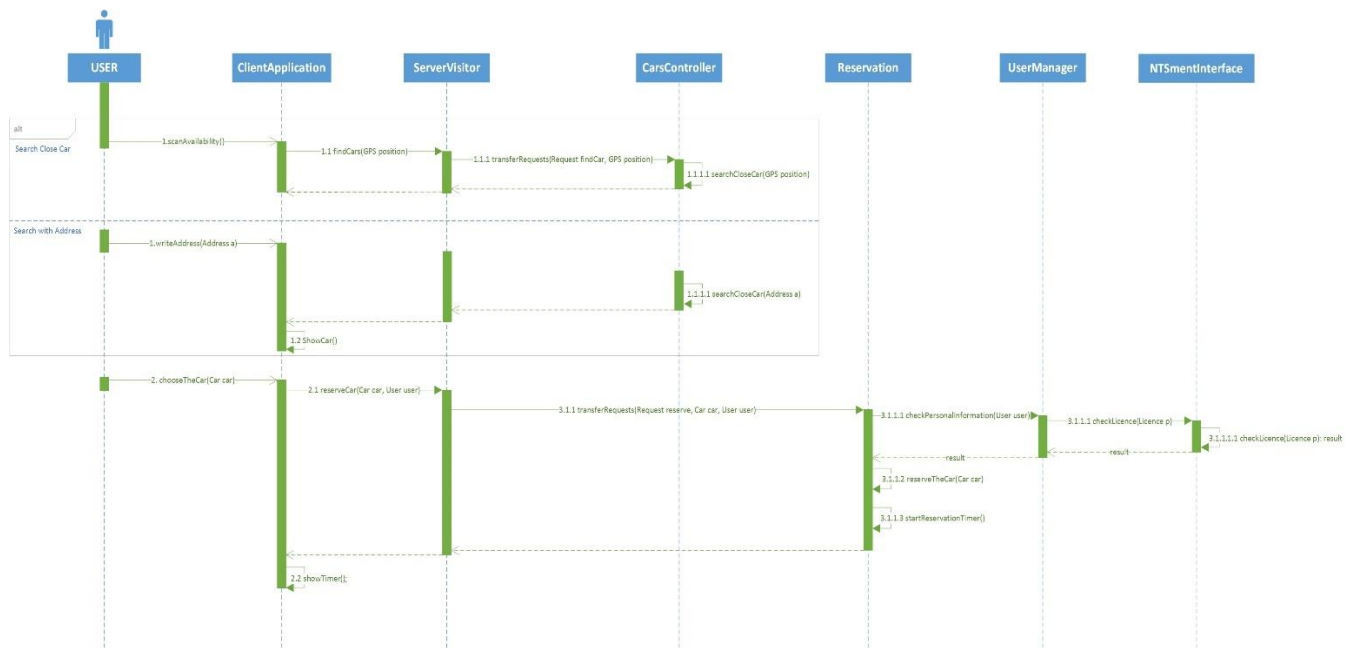 USER
ClientApplication
ServerVisitor
CarsController
Reservation
UserManager
NTSmentInterface
alt
Search Close Car
1.scanAvailability()
1.1 findCars(GPS position)
1.1.1 transferRequests(Request findCar, GPS position)
1.1.1.1 searchCloseCar(GPS position)
Search with Address
1.writeAddress(Address a)
1.1.1.1 searchCloseCar(Address a)
1.2 ShowCar()
2. chooseTheCar(Car car)
2.1 reserveCar(Car car, User user)
3.1.1 transferRequests(Request reserve, Car car, User user)
3.1.1.1 checkPersonalInformation(User user)
3.1.1.1 checkLicence(Licence p)
3.1.1.1.1 checkLicence(Licence p): result
result
result
3.1.1.2 reserveTheCar(Car car)
3.1.1.3 startReservationTimer()
2.2 showTimer();